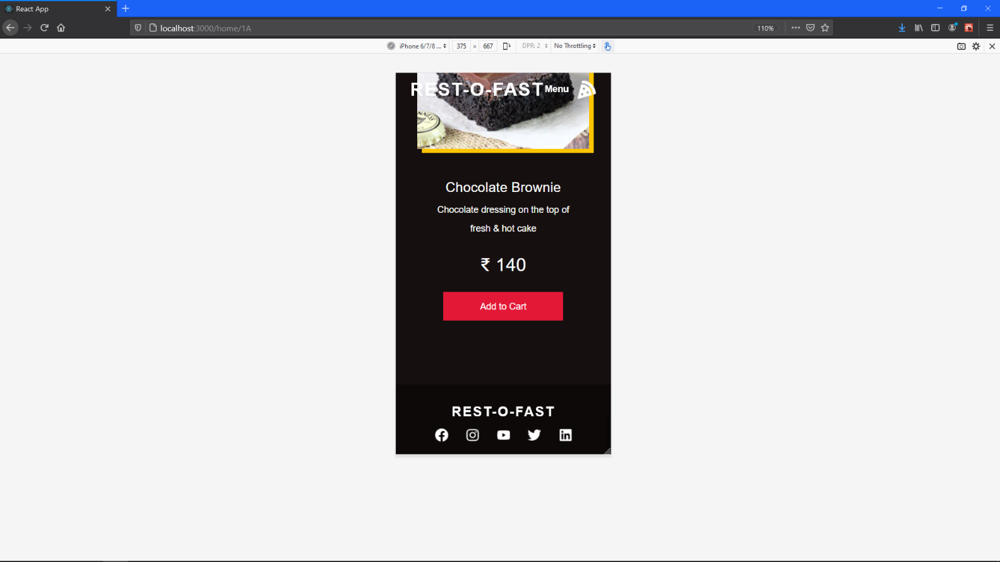 React App
localhost:3000/home/1A
110%
iPhone 6/7/8 ...
375 × 667
DPR: 2
No Throttling
REST-O-FAST
Menu
Chocolate Brownie
Chocolate dressing on the top of
fresh & hot cake
₹ 140
Add to Cart
REST-O-FAST